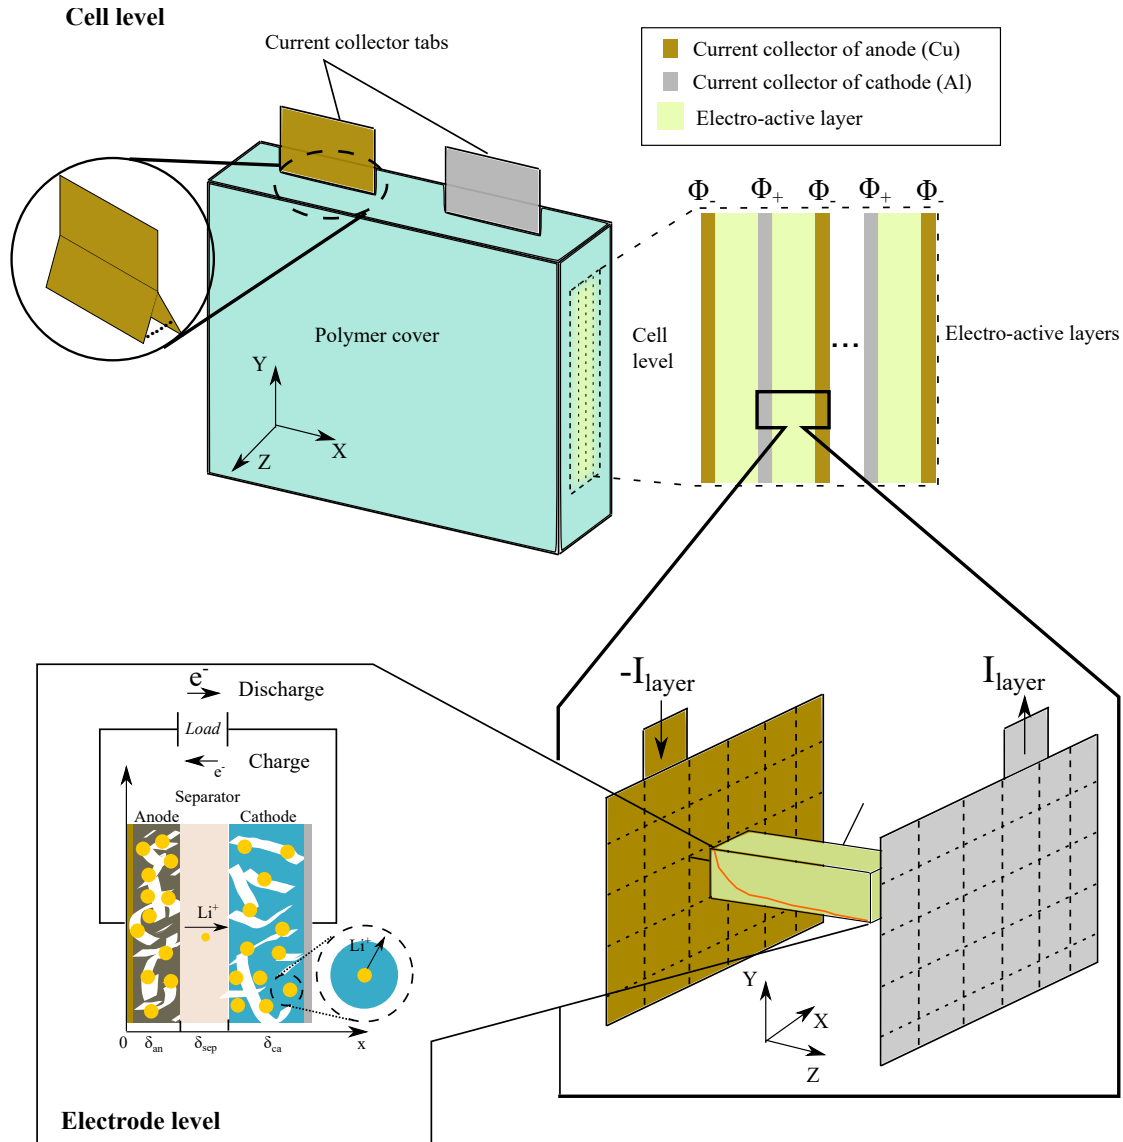 Cell level
Current collector tabs
Current collector of anode (Cu)
Current collector of cathode (Al)
Electro-active layer
Φ- Φ+ Φ- Φ+ Φ-
Polymer cover
Cell
level
...
Electro-active layers
Y
X
Z
-I_layer
I_layer
e-
Discharge
Load
e-
Charge
Separator
Anode
Cathode
Li+
Li+
0 δan δsep δca x
Y
X
Z
Electrode level